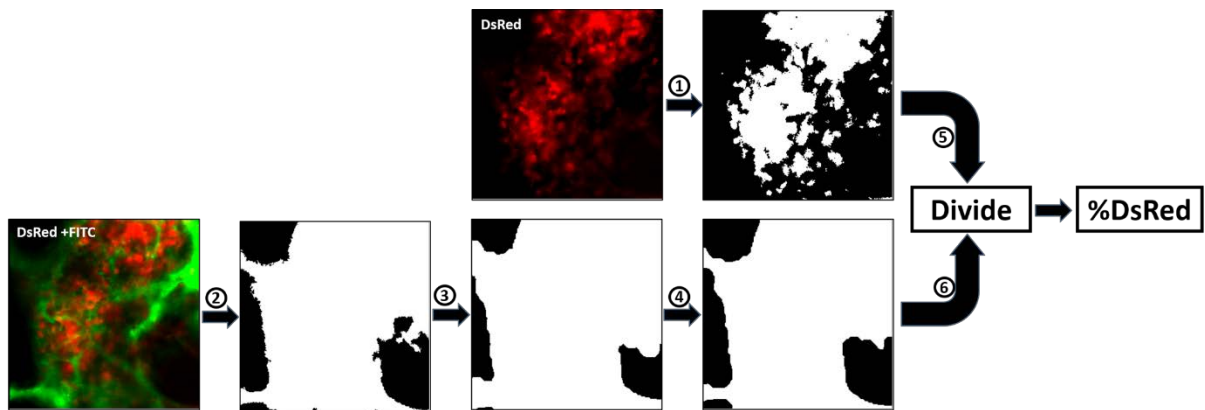 DsRed
①
⑤
Divide
%DsRed
DsRed +FITC
②
③
④
⑥